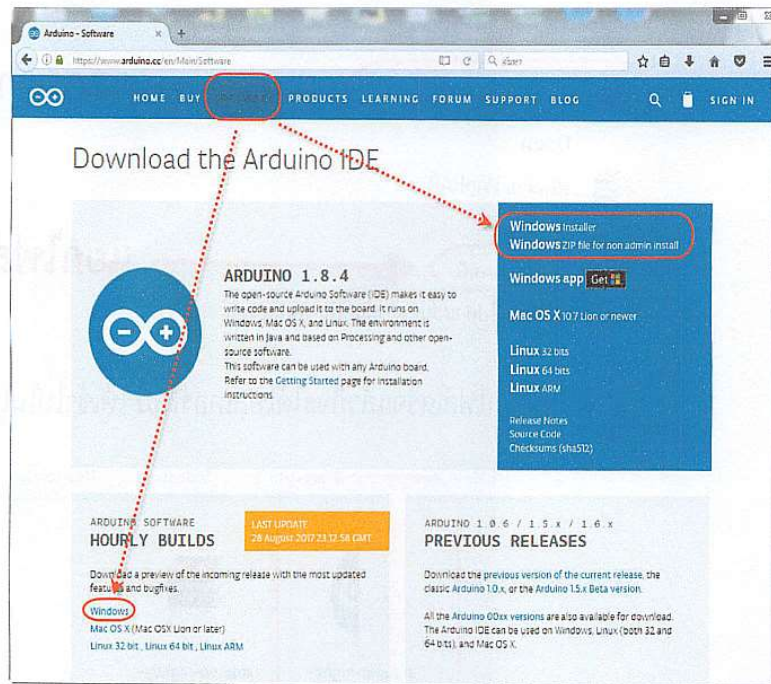 Arduino - Software
https://www.arduino.cc/en/Main/Software
ค้นหา
HOME BUY SOFTWARE PRODUCTS LEARNING FORUM SUPPORT BLOG SIGN IN
Download the Arduino IDE
ARDUINO 1.8.4
The open-source Arduino Software (IDE) makes it easy to
write code and upload it to the board. It runs on
Windows, Mac OS X, and Linux. The environment is
written in Java and based on Processing and other open-
source software.
This software can be used with any Arduino board.
Refer to the Getting Started page for Installation
instructions.
Windows Installer
Windows ZIP file for non admin install
Windows app Get
Mac OS X 10.7 Lion or newer
Linux 32 bits
Linux 64 bits
Linux ARM
Release Notes
Source Code
Checksums (sha512)
ARDUINO SOFTWARE
HOURLY BUILDS
LAST UPDATE
28 August 2017 23:12:58 GMT
Download a preview of the incoming release with the most updated
features and bugfixes.
Windows
Mac OS X (Mac OSX Lion or later)
Linux 32 bit , Linux 64 bit , Linux ARM
ARDUINO 1.0.6 / 1.5.x / 1.6.x
PREVIOUS RELEASES
Download the previous version of the current release, the
classic Arduino 1.0.x, or the Arduino 1.5.x Beta version.
All the Arduino 00xx versions are also available for download.
The Arduino IDE can be used on Windows, Linux (both 32 and
64 bits), and Mac OS X.